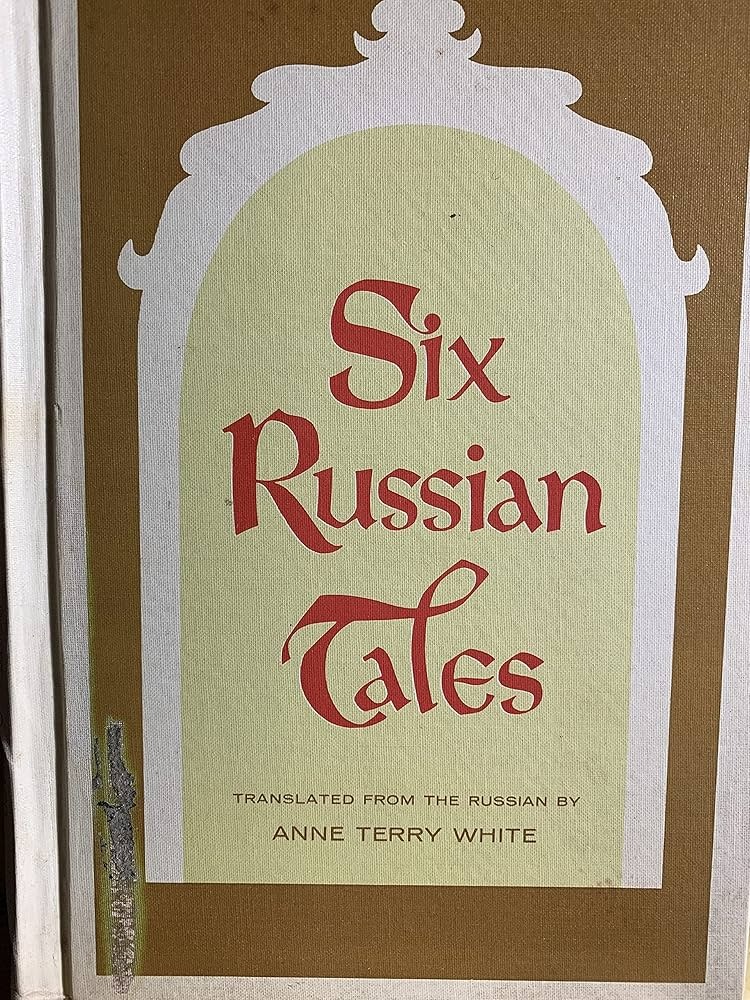 Six
Russian
Tales
TRANSLATED FROM THE RUSSIAN BY
ANNE TERRY WHITE